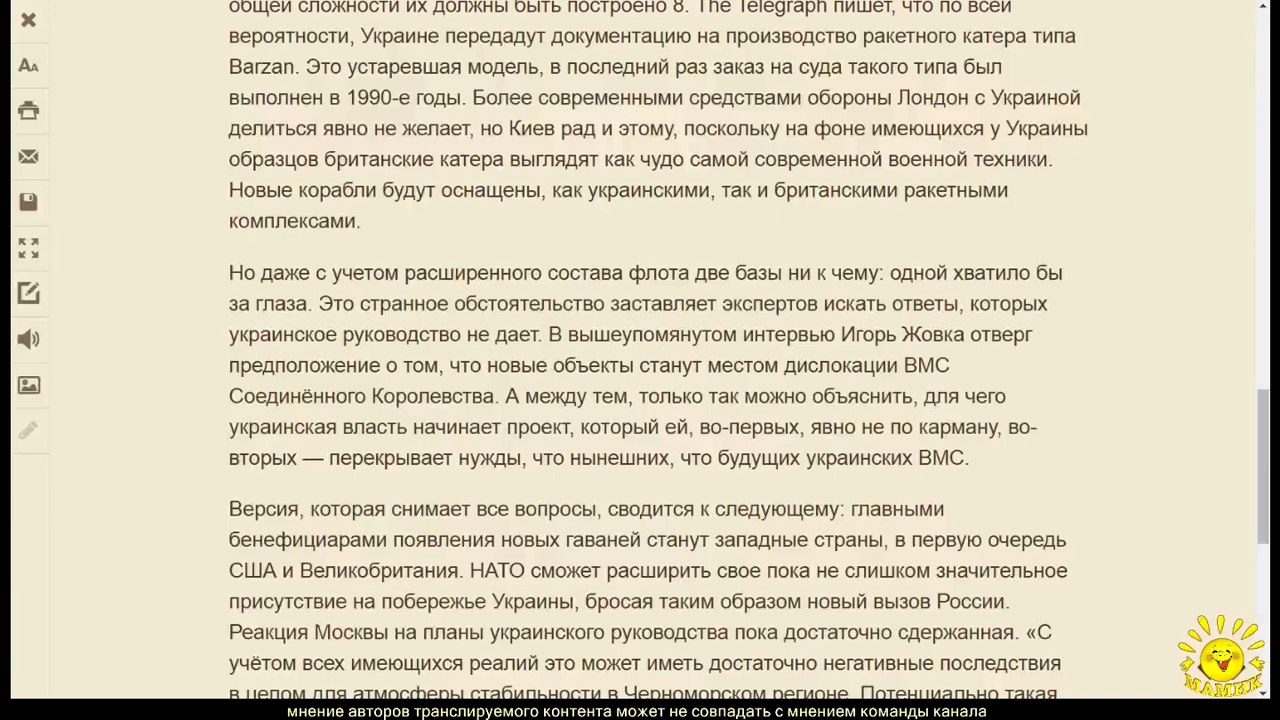 общей сложности их должны быть построено 8. The Telegraph пишет, что по всей
вероятности, Украине передадут документацию на производство ракетного катера типа
Barzan. Это устаревшая модель, в последний раз заказ на суда такого типа был
выполнен в 1990-е годы. Более современными средствами обороны Лондон с Украиной
делиться явно не желает, но Киев рад и этому, поскольку на фоне имеющихся у Украины
образцов британские катера выглядят как чудо самой современной военной техники.
Новые корабли будут оснащены, как украинскими, так и британскими ракетными
комплексами.
Но даже с учетом расширенного состава флота две базы ни к чему: одной хватило бы
за глаза. Это странное обстоятельство заставляет экспертов искать ответы, которых
украинское руководство не дает. В вышеупомянутом интервью Игорь Жовка отверг
предположение о том, что новые объекты станут местом дислокации ВМС
Соединённого Королевства. А между тем, только так можно объяснить, для чего
украинская власть начинает проект, который ей, во-первых, явно не по карману, во-
вторых — перекрывает нужды, что нынешних, что будущих украинских ВМС.
Версия, которая снимает все вопросы, сводится к следующему: главными
бенефициарами появления новых гаваней станут западные страны, в первую очередь
США и Великобритания. НАТО сможет расширить свое пока не слишком значительное
присутствие на побережье Украины, бросая таким образом новый вызов России.
Реакция Москвы на планы украинского руководства пока достаточно сдержанная. «С
учётом всех имеющихся реалий это может иметь достаточно негативные последствия
в целом для атмосферы стабильности в Черноморском регионе. Потенциально такая
МАМИК
мнение авторов транслируемого контента может не совпадать с мнением команды канала